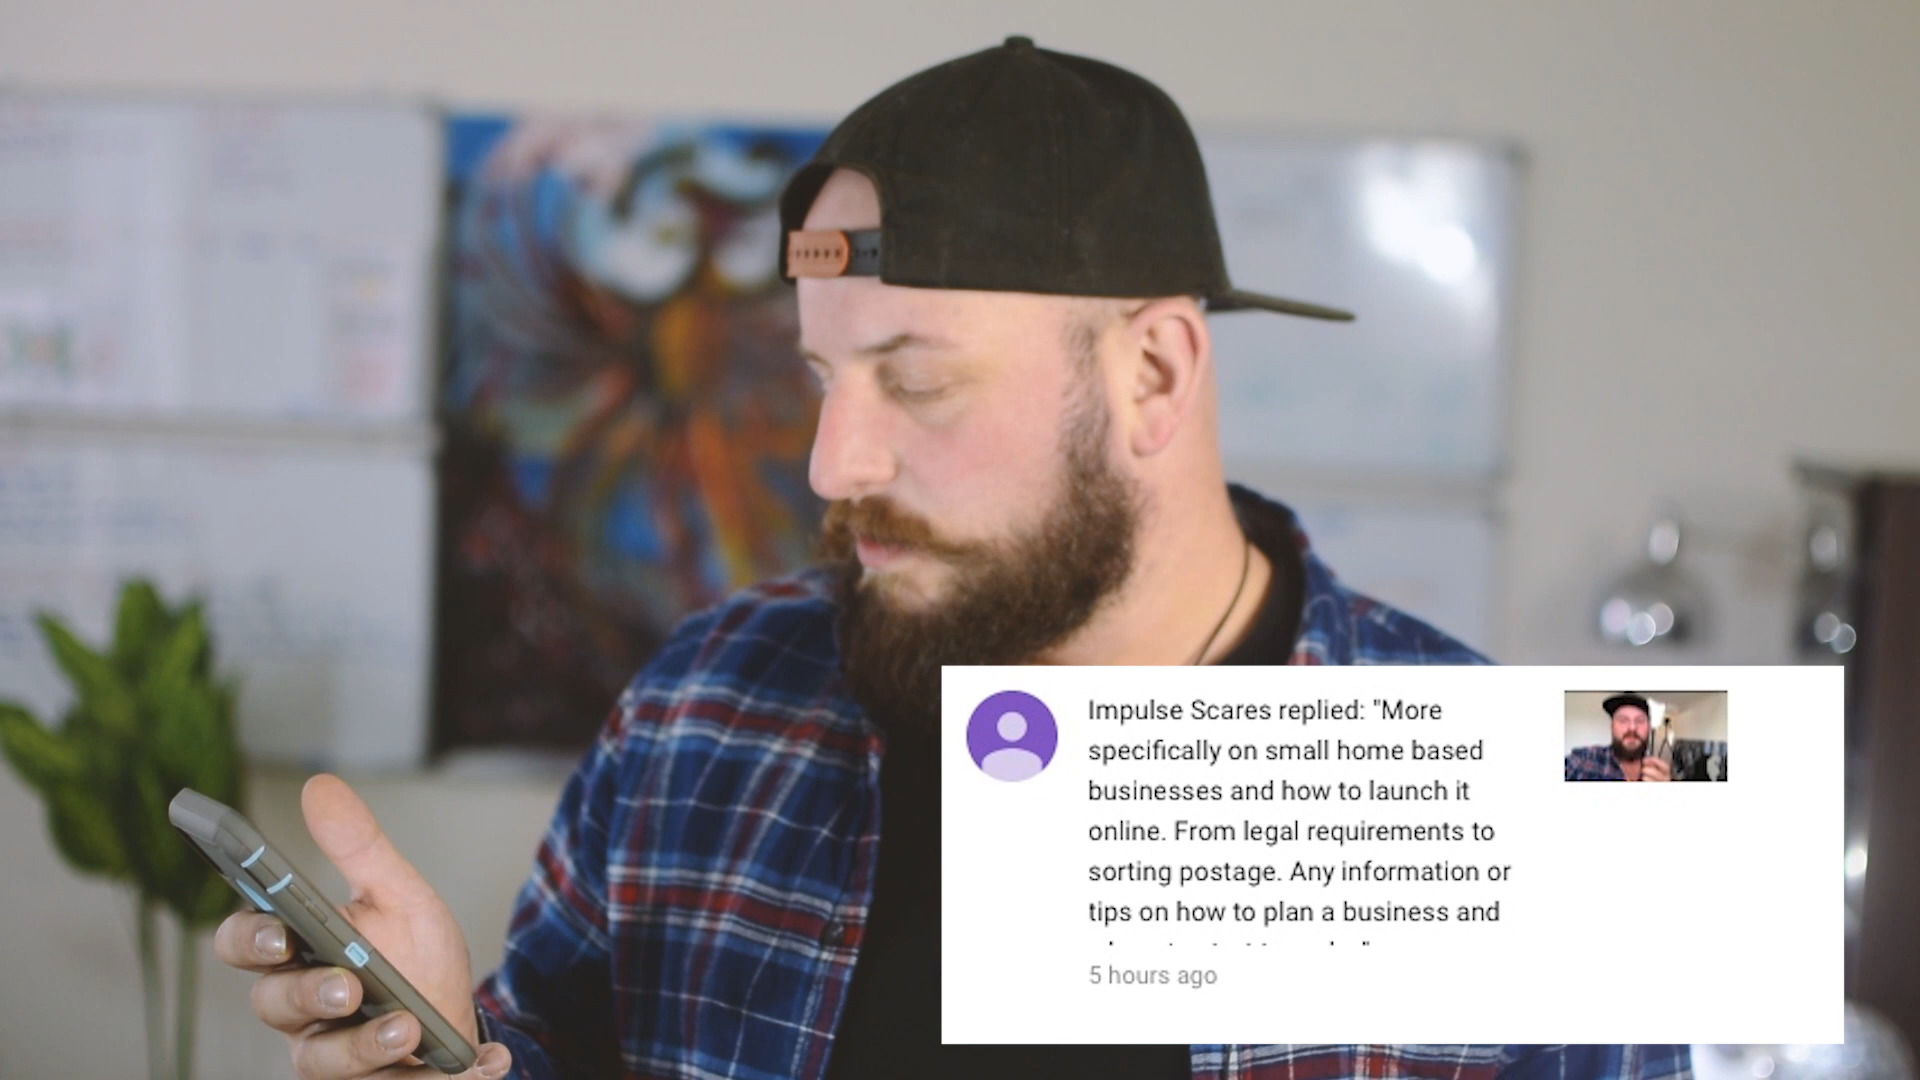 Impulse Scares replied: "More
specifically on small home based
businesses and how to launch it
online. From legal requirements to
sorting postage. Any information or
tips on how to plan a business and
5 hours ago